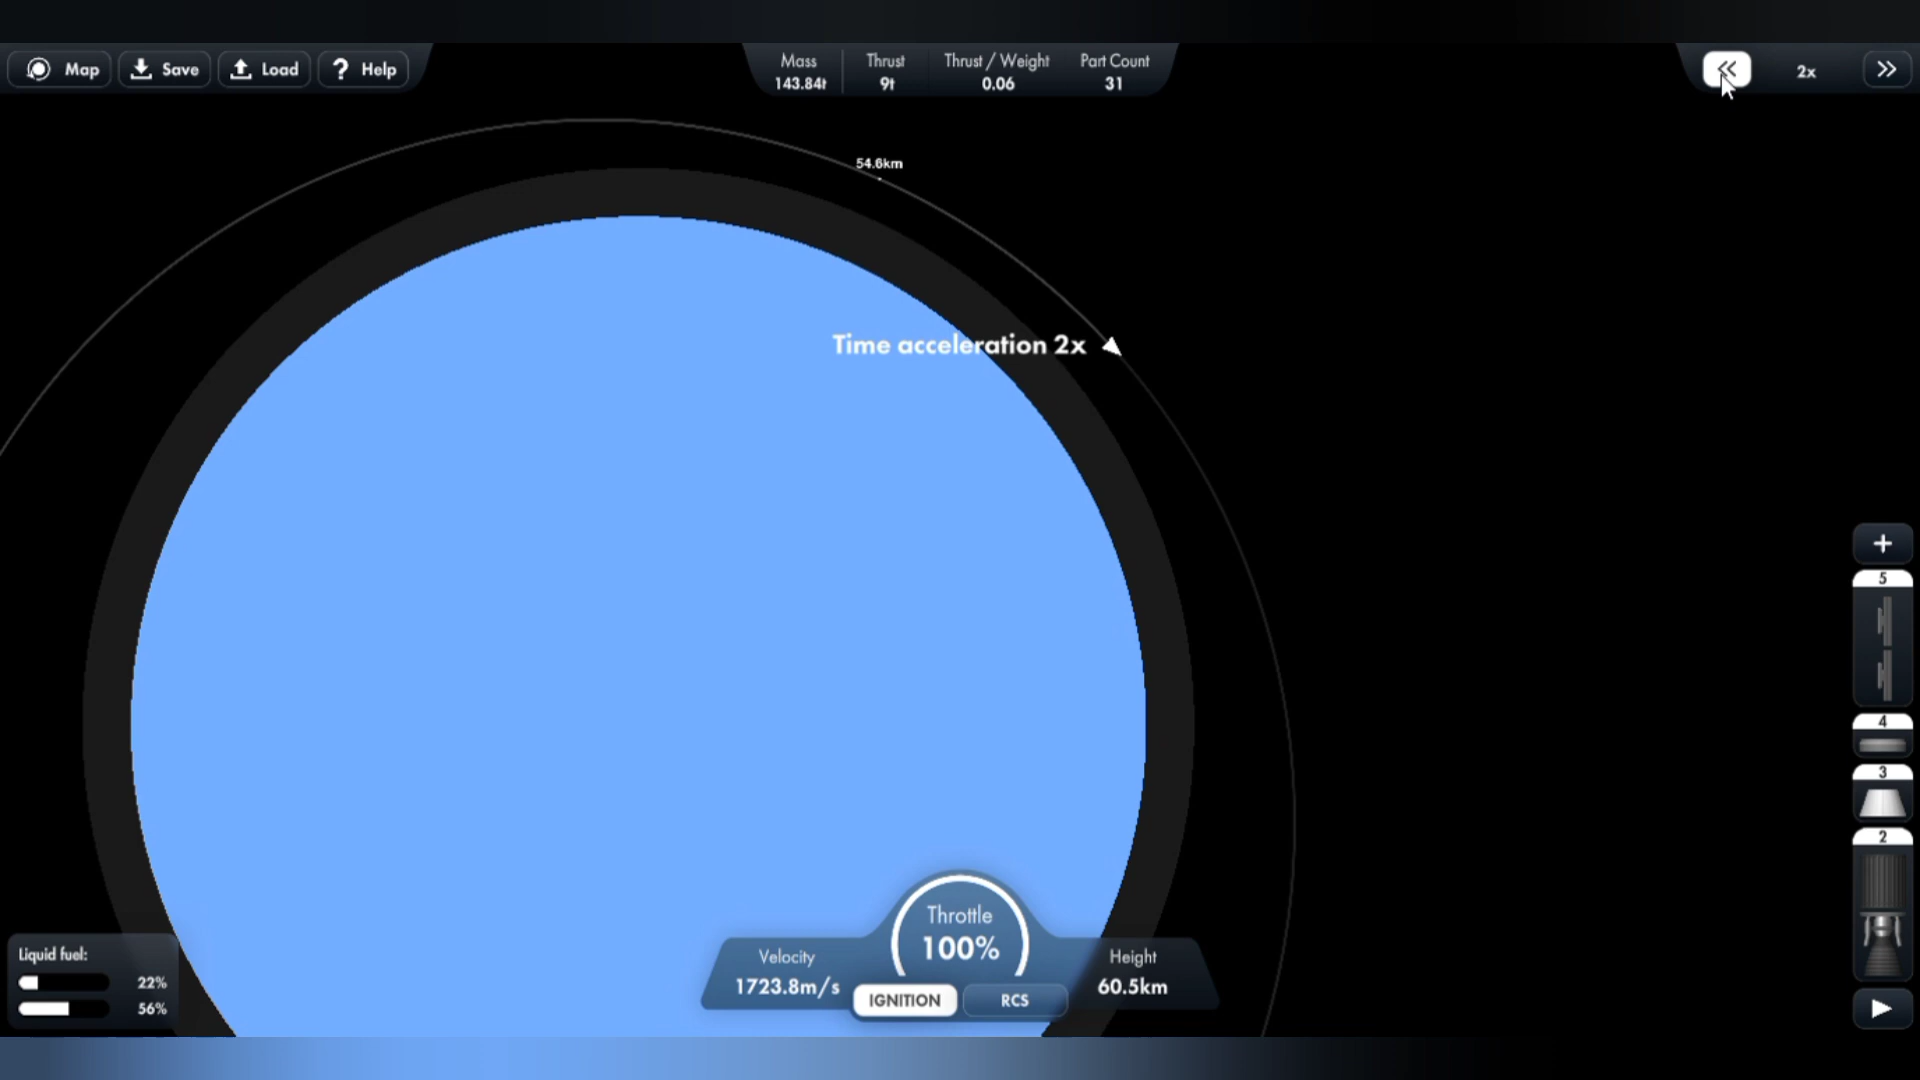 Map
Save
Load
? Help
Mass
143.84t
Thrust
9t
Thrust / Weight
0.06
Part Count
31
2x
54.6km
Time acceleration 2x
5
4
3
2
Liquid fuel:
22%
56%
Throttle
100%
Velocity
1723.8m/s
Height
60.5km
IGNITION
RCS